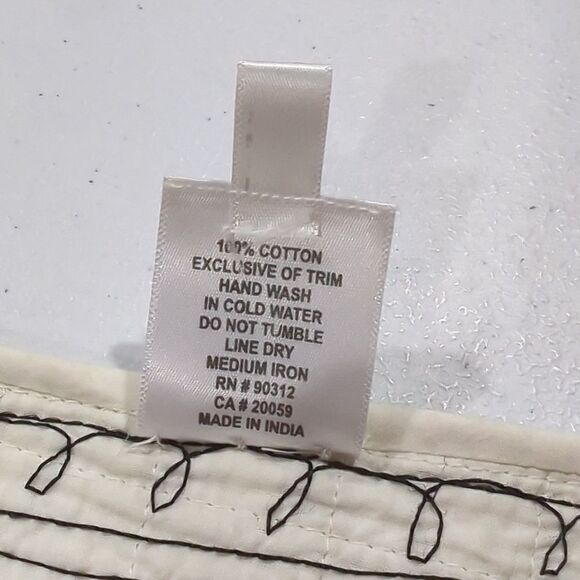 100% COTTON
EXCLUSIVE OF TRIM
HAND WASH
IN COLD WATER
DO NOT TUMBLE
LINE DRY
MEDIUM IRON
RN # 90312
CA # 20059
MADE IN INDIA